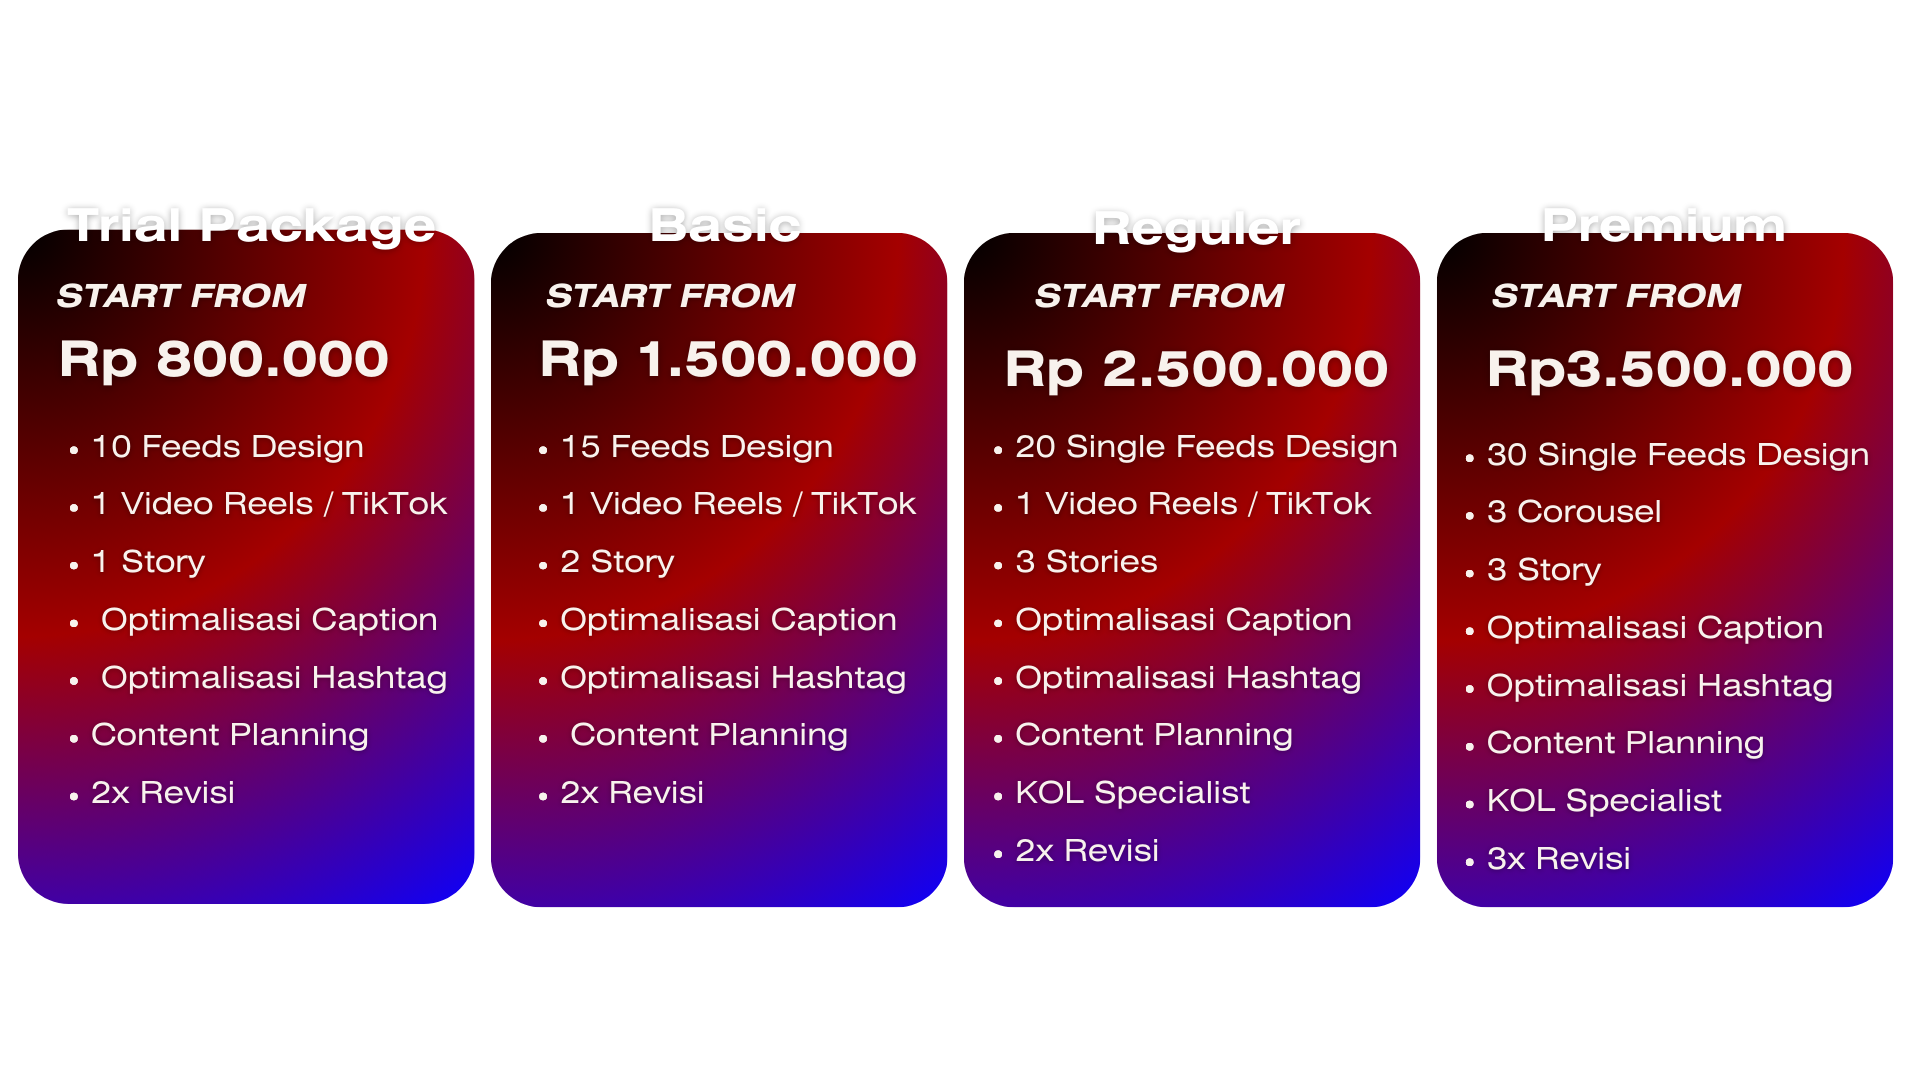 Trial Package
START FROM
Rp 800.000
10 Feeds Design
1 Video Reels / TikTok
1 Story
Optimalisasi Caption
Optimalisasi Hashtag
Content Planning
2x Revisi
Basic
START FROM
Rp 1.500.000
15 Feeds Design
1 Video Reels / TikTok
2 Story
Optimalisasi Caption
Optimalisasi Hashtag
Content Planning
2x Revisi
Reguler
START FROM
Rp 2.500.000
20 Single Feeds Design
1 Video Reels / TikTok
3 Stories
Optimalisasi Caption
Optimalisasi Hashtag
Content Planning
KOL Specialist
2x Revisi
Premium
START FROM
Rp3.500.000
30 Single Feeds Design
3 Corousel
3 Story
Optimalisasi Caption
Optimalisasi Hashtag
Content Planning
KOL Specialist
3x Revisi